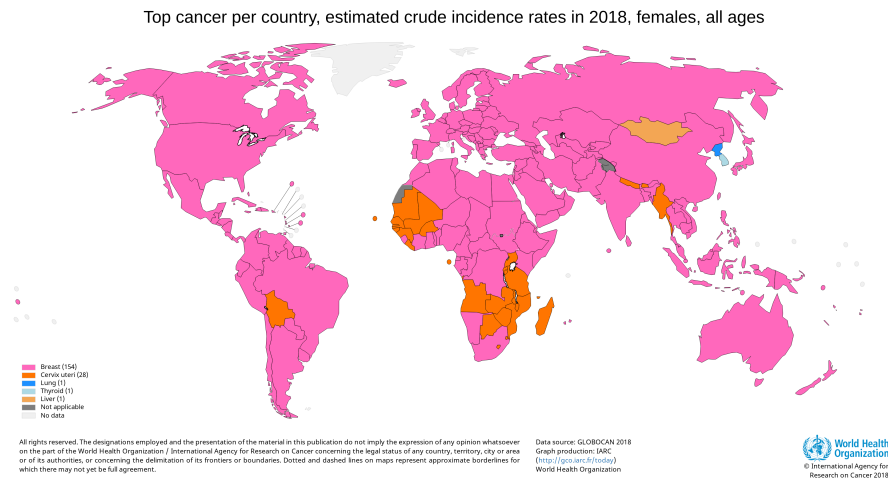 Top cancer per country, estimated crude incidence rates in 2018, females, all ages
Breast (154)
Cervix uteri (28)
Lung (1)
Thyroid (1)
Liver (1)
Not applicable
No data
All rights reserved. The designations employed and the presentation of the material in this publication do not imply the expression of any opinion whatsoever
on the part of the World Health Organization / International Agency for Research on Cancer concerning the legal status of any country, territory, city or area
or of its authorities, or concerning the delimitation of its frontiers or boundaries. Dotted and dashed lines on maps represent approximate borderlines for
which there may not yet be full agreement.
Data source: GLOBOCAN 2018
Graph production: IARC
(http://gco.iarc.fr/today)
World Health Organization
World Health
Organization
© International Agency for
Research on Cancer 2018